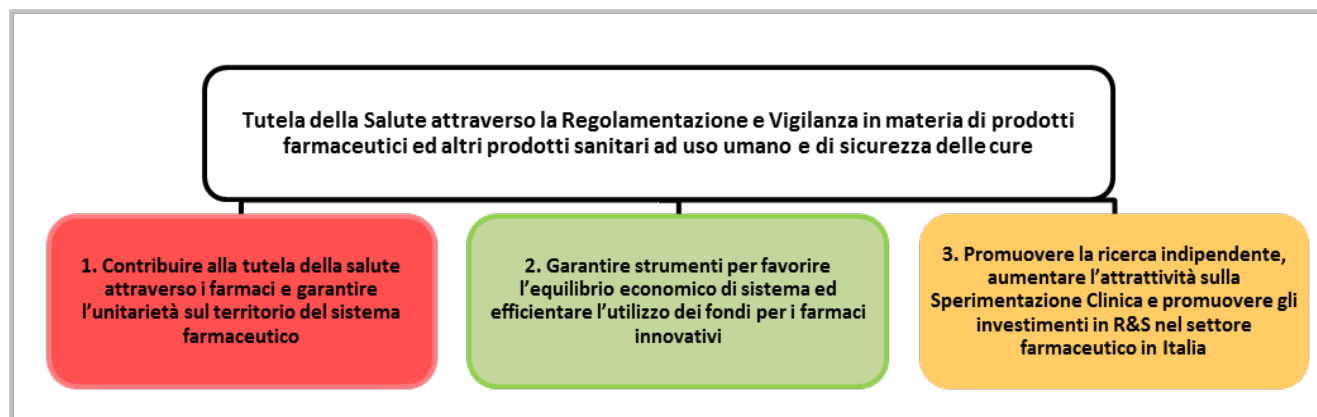 Tutela della Salute attraverso la Regolamentazione e Vigilanza in materia di prodotti
farmaceutici ed altri prodotti sanitari ad uso umano e di sicurezza delle cure
1. Contribuire alla tutela della salute
attraverso i farmaci e garantire
l'unitarietà sul territorio del sistema
farmaceutico
2. Garantire strumenti per favorire
l'equilibrio economico di sistema ed
efficientare l'utilizzo dei fondi per i farmaci
innovativi
3. Promuovere la ricerca indipendente,
aumentare l'attrattività sulla
Sperimentazione Clinica e promuovere gli
investimenti in R&S nel settore
farmaceutico in Italia